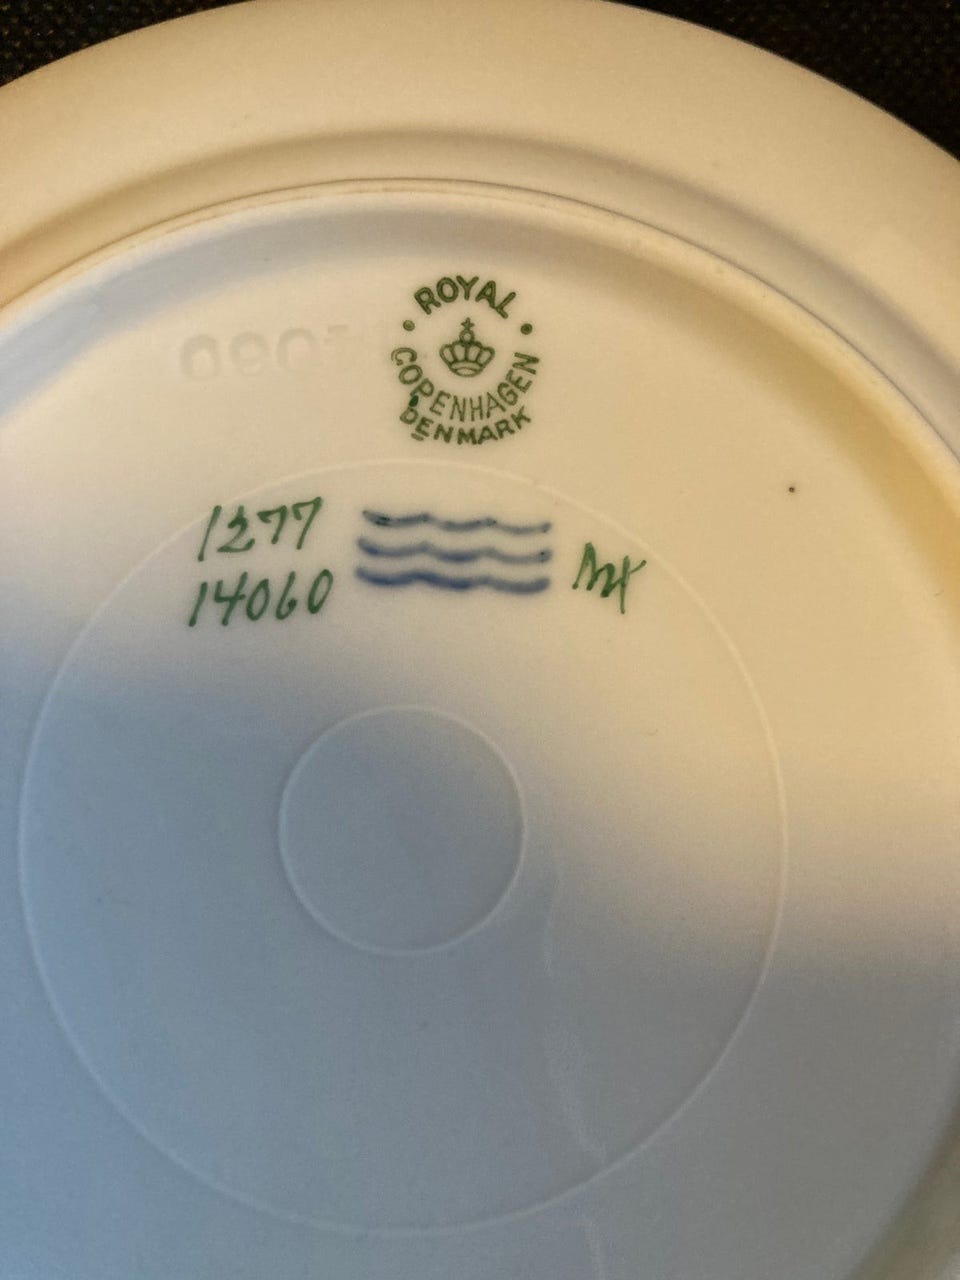 ROYAL
COPENHAGEN
DENMARK
1277
14060